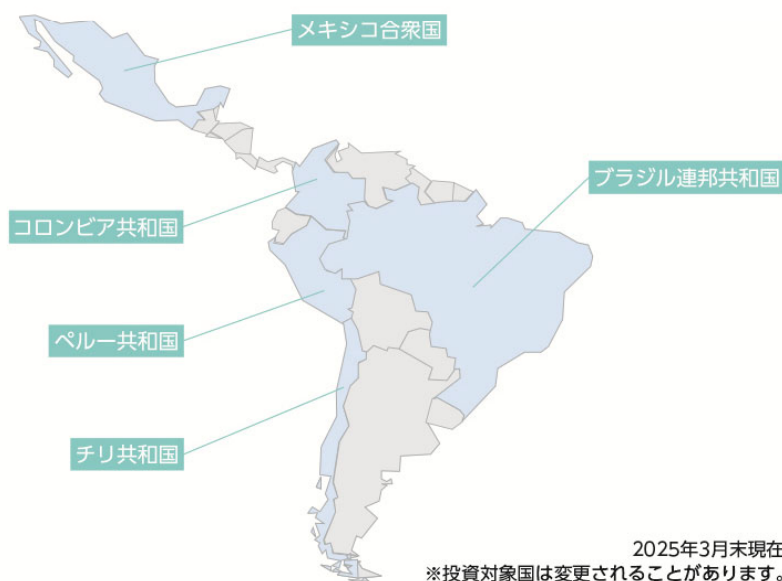 メキシコ合衆国
ブラジル連邦共和国
コロンビア共和国
ペルー共和国
チリ共和国
2025年3月末現在
※投資対象国は変更されることがあります。